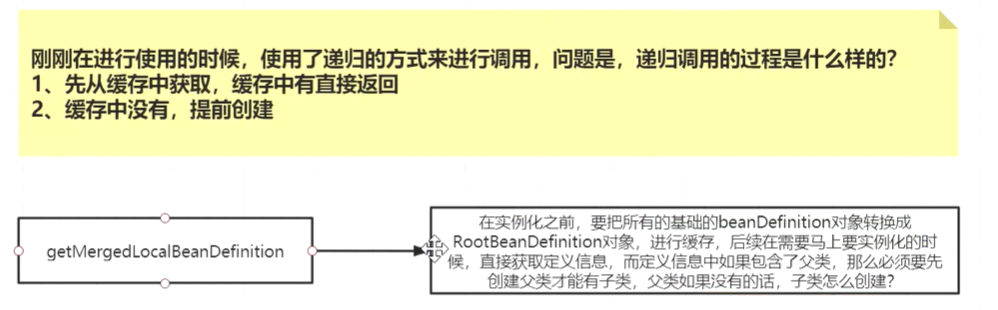 刚刚在进行使用的时候，使用了递归的方式来进行调用，问题是，递归调用的过程是什么样的？
1、先从缓存中获取，缓存中有直接返回
2、缓存中没有，提前创建
getMergedLocalBeanDefinition
在实例化之前，要把所有的基础的beanDefinition对象转换成
RootBeanDefinition对象，进行缓存，后续在需要马上要实例化的时
候，直接获取定义信息，而定义信息中如果包含了父类，那么必须要先
创建父类才能有子类，父类如果没有的话，子类怎么创建？